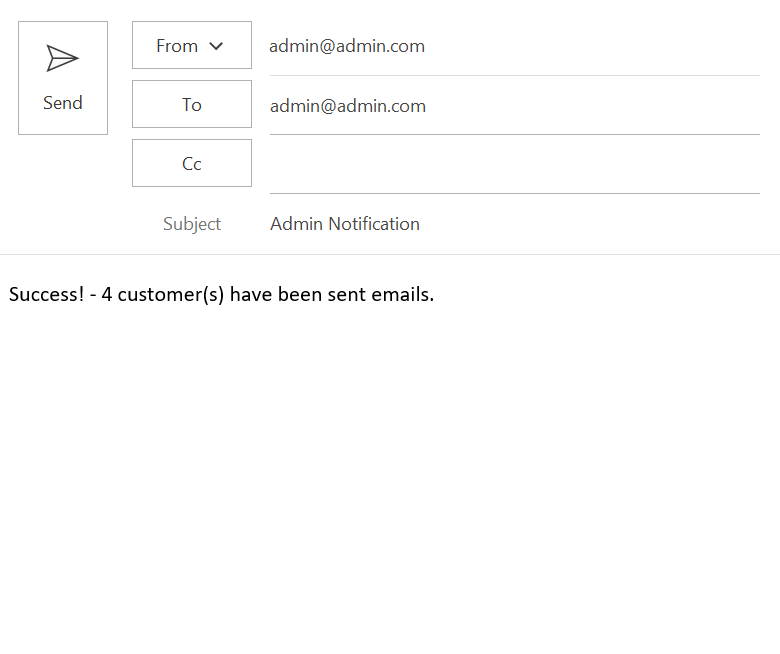 From admin@admin.com
Send
To admin@admin.com
Cc
Subject Admin Notification
Success! - 4 customer(s) have been sent emails.